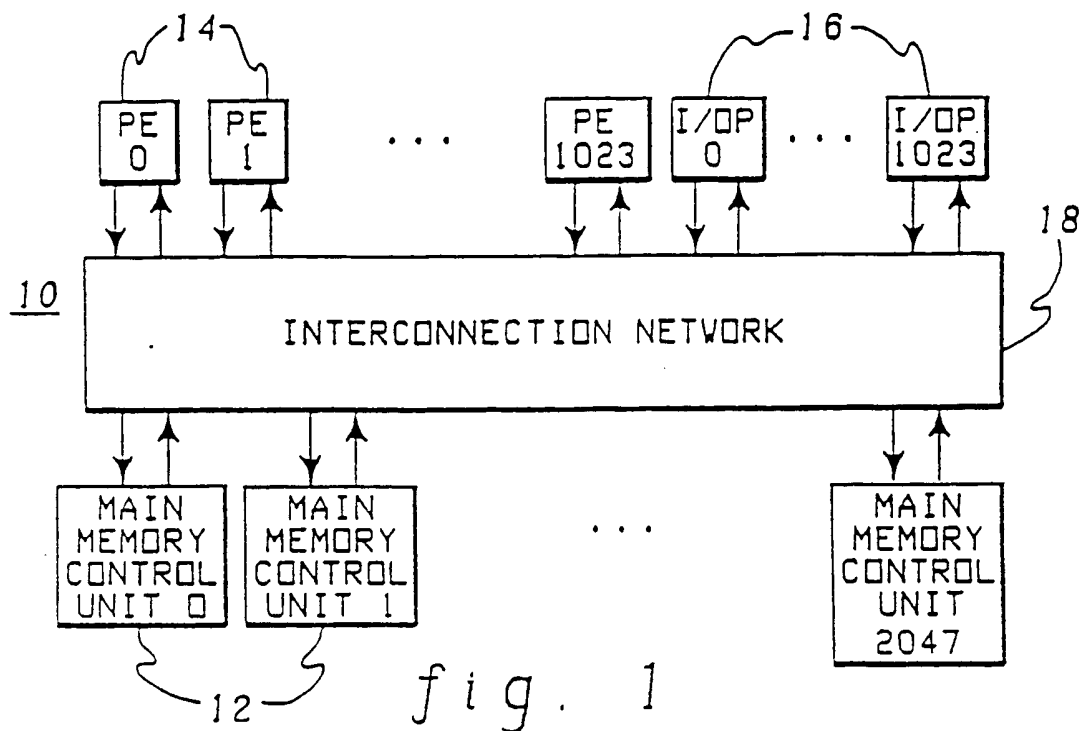 14
16
PE
0
PE
1
...
PE
1023
I/OP
0
...
I/OP
1023
18
10
INTERCONNECTION NETWORK
MAIN
MEMORY
CONTROL
UNIT 0
MAIN
MEMORY
CONTROL
UNIT 1
...
MAIN
MEMORY
CONTROL
UNIT
2047
12
fig. 1